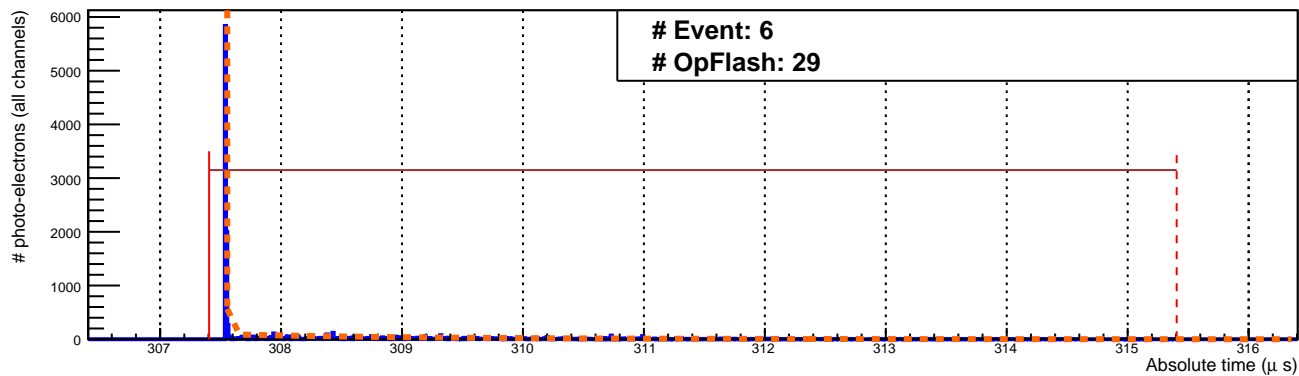 # Event: 6
# OpFlash: 29
# photo-electrons (all channels)
6000
5000
4000
3000
2000
1000
0
307 308 309 310 311 312 313 314 315 316
Absolute time (μ s)